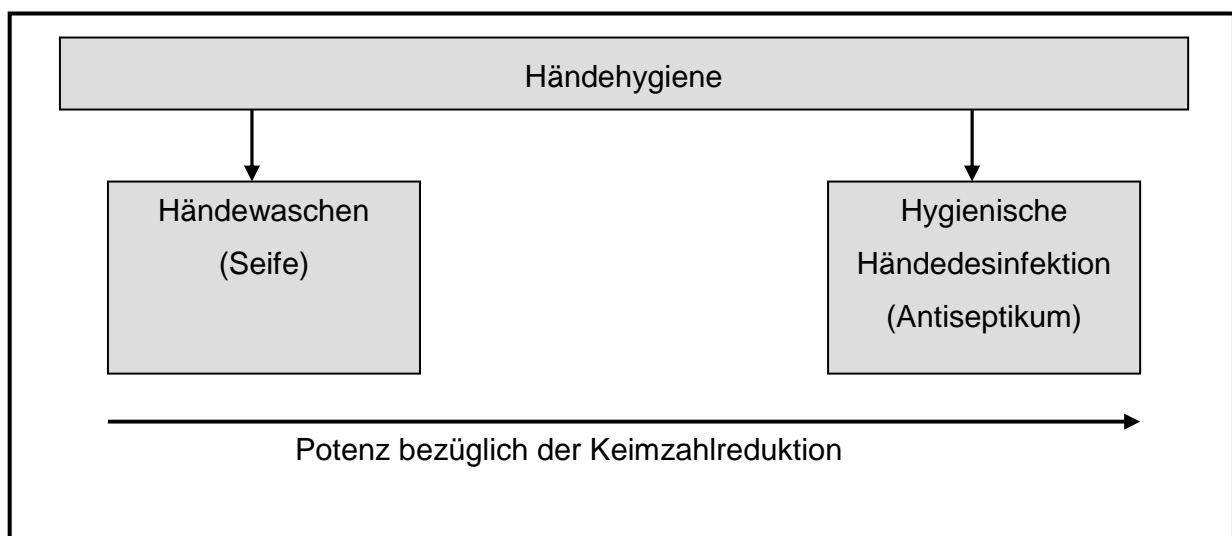 Händehygiene
Händewaschen
(Seife)
Hygienische
Händedesinfektion
(Antiseptikum)
Potenz bezüglich der Keimzahlreduktion